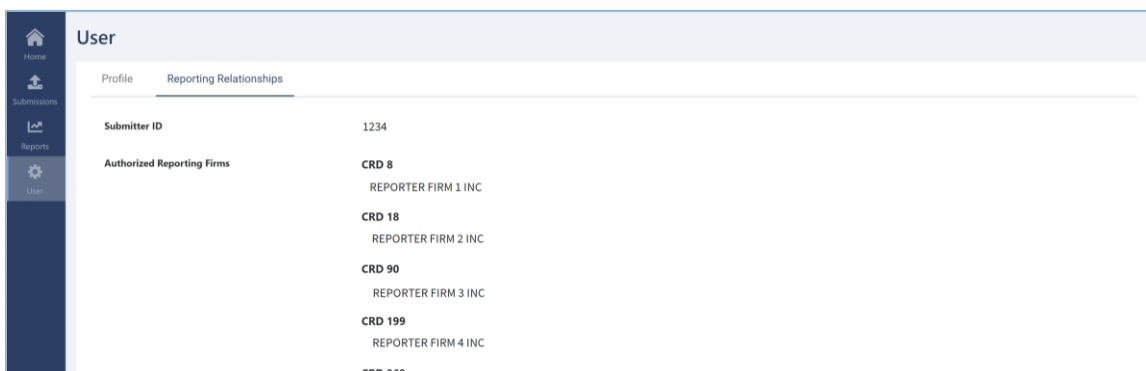 User
Home
Submissions
Reports
User
Profile
Reporting Relationships
Submitter ID 1234
Authorized Reporting Firms CRD 8
REPORTER FIRM 1 INC
CRD 18
REPORTER FIRM 2 INC
CRD 90
REPORTER FIRM 3 INC
CRD 199
REPORTER FIRM 4 INC